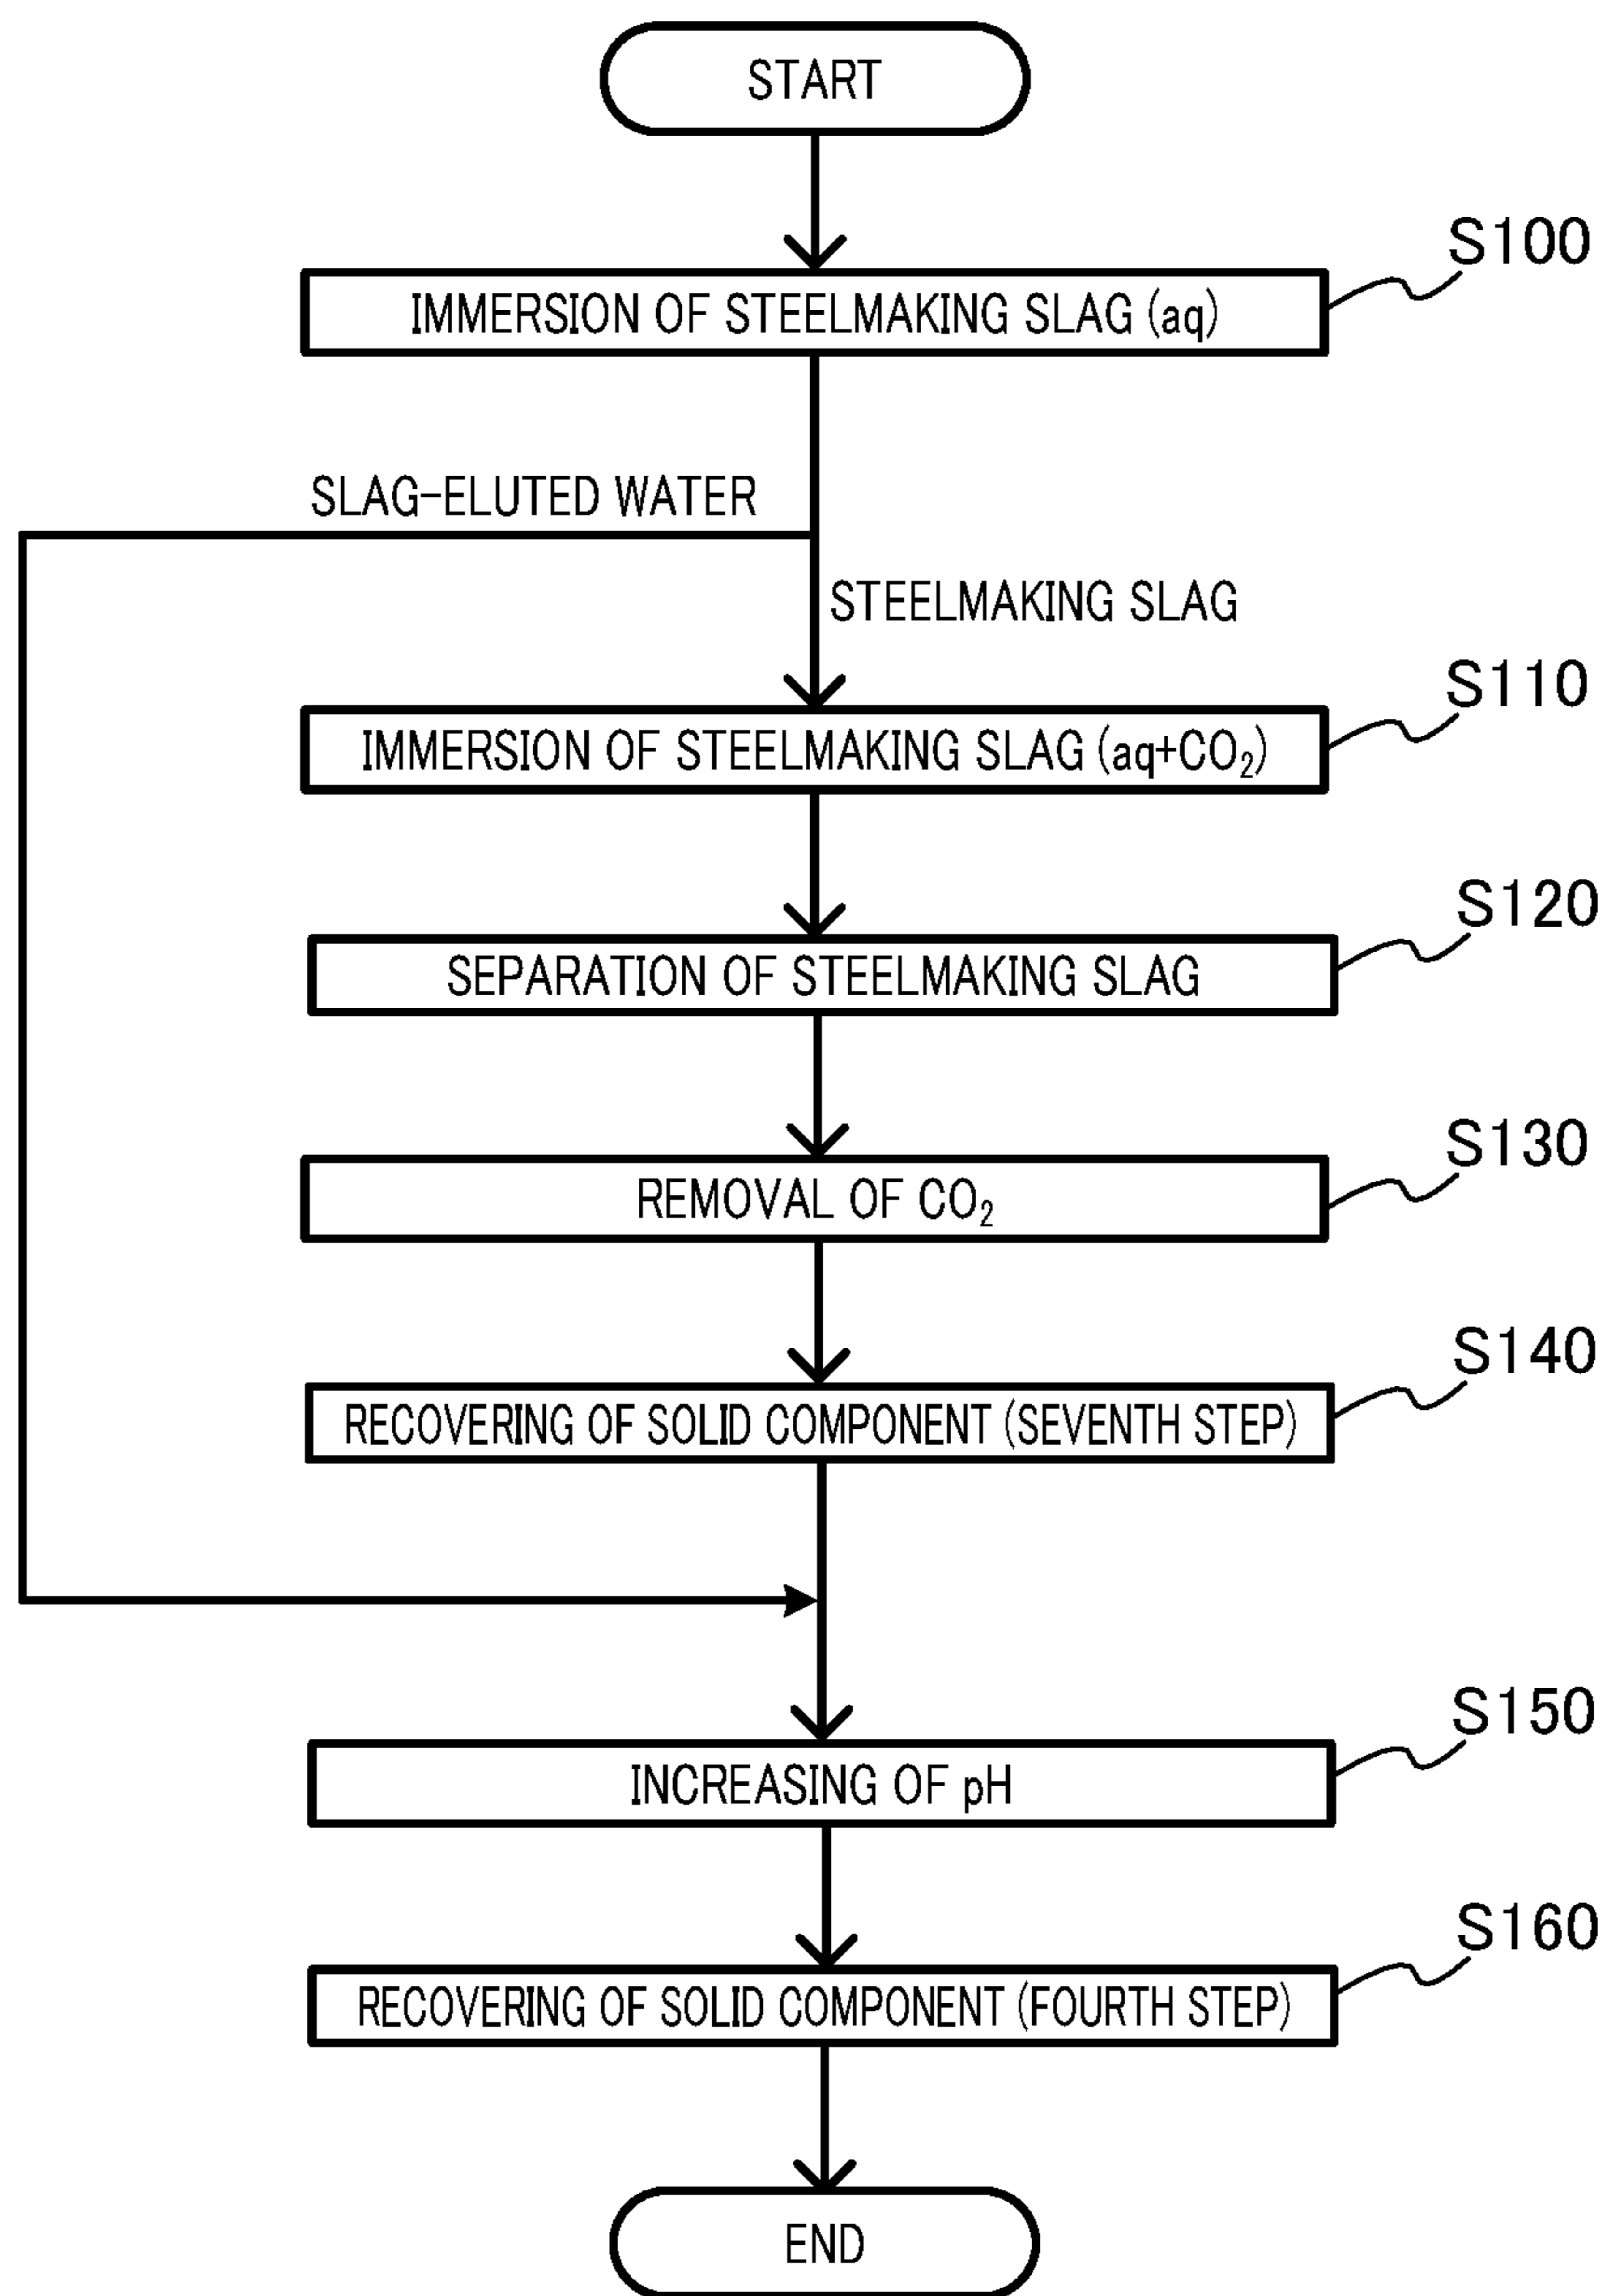 START
S100
IMMERSION OF STEELMAKING SLAG (aq)
SLAG-ELUTED WATER
STEELMAKING SLAG
S110
IMMERSION OF STEELMAKING SLAG (aq+CO₂)
S120
SEPARATION OF STEELMAKING SLAG
S130
REMOVAL OF CO₂
S140
RECOVERING OF SOLID COMPONENT (SEVENTH STEP)
S150
INCREASING OF pH
S160
RECOVERING OF SOLID COMPONENT (FOURTH STEP)
END